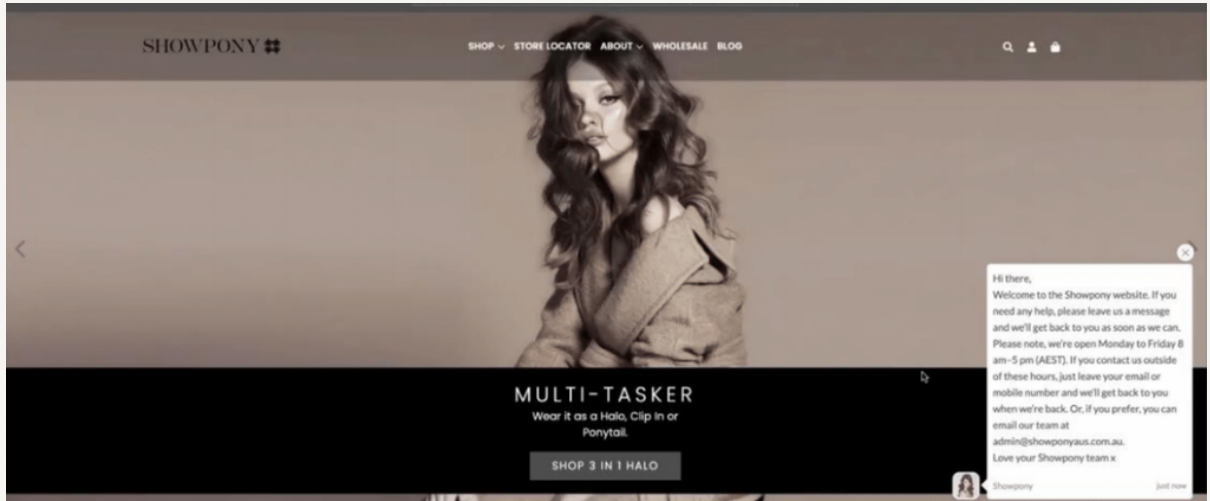 SHOWPONY
SHOP STORE LOCATOR ABOUT WHOLESALE BLOG
MULTI-TASKER
Wear it as a Halo, Clip In or
Ponytail.
SHOP 3 IN 1 HALO
Hi there,
Welcome to the Showpony website. If you
need any help, please leave us a message
and we'll get back to you as soon as we can.
Please note, we're open Monday to Friday 8
am–5 pm (AEST). If you contact us outside
of these hours, just leave your email or
mobile number and we'll get back to you
when we're back. Or, if you prefer, you can
email our team at
admin@showponyaus.com.au.
Love your Showpony team x
Showpony just now